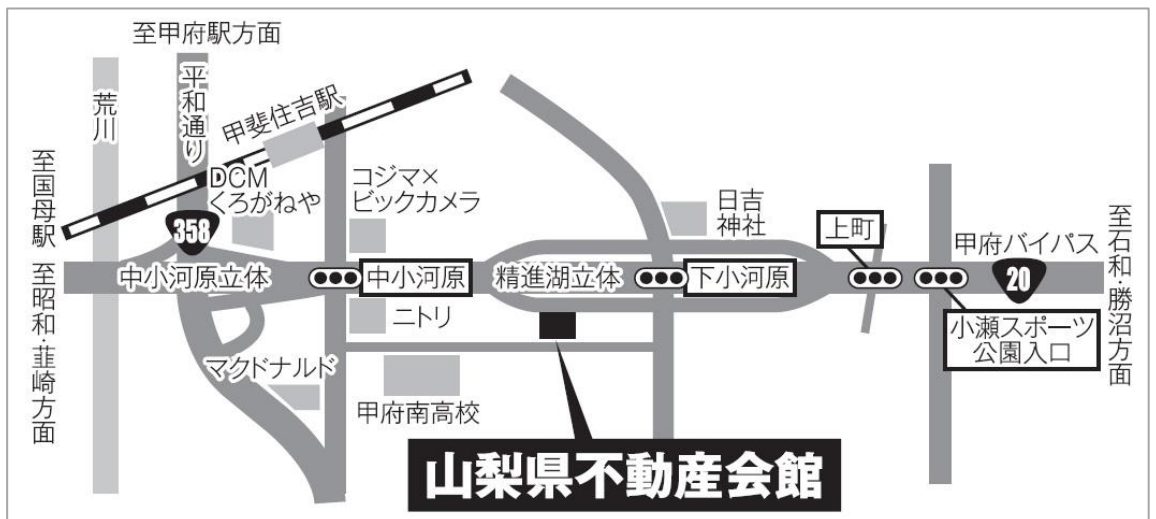 至甲府駅方面
荒川
平和通り
甲斐住吉駅
至国母駅
DCM
くろがねや
コジマ×
ビックカメラ
日吉
神社
上町
358
甲府バイパス
至石和・勝沼方面
中小河原立体
中小河原
精進湖立体
下小河原
20
至昭和・韮崎方面
ニトリ
小瀬スポーツ
公園入口
マクドナルド
甲府南高校
山梨県不動産会館